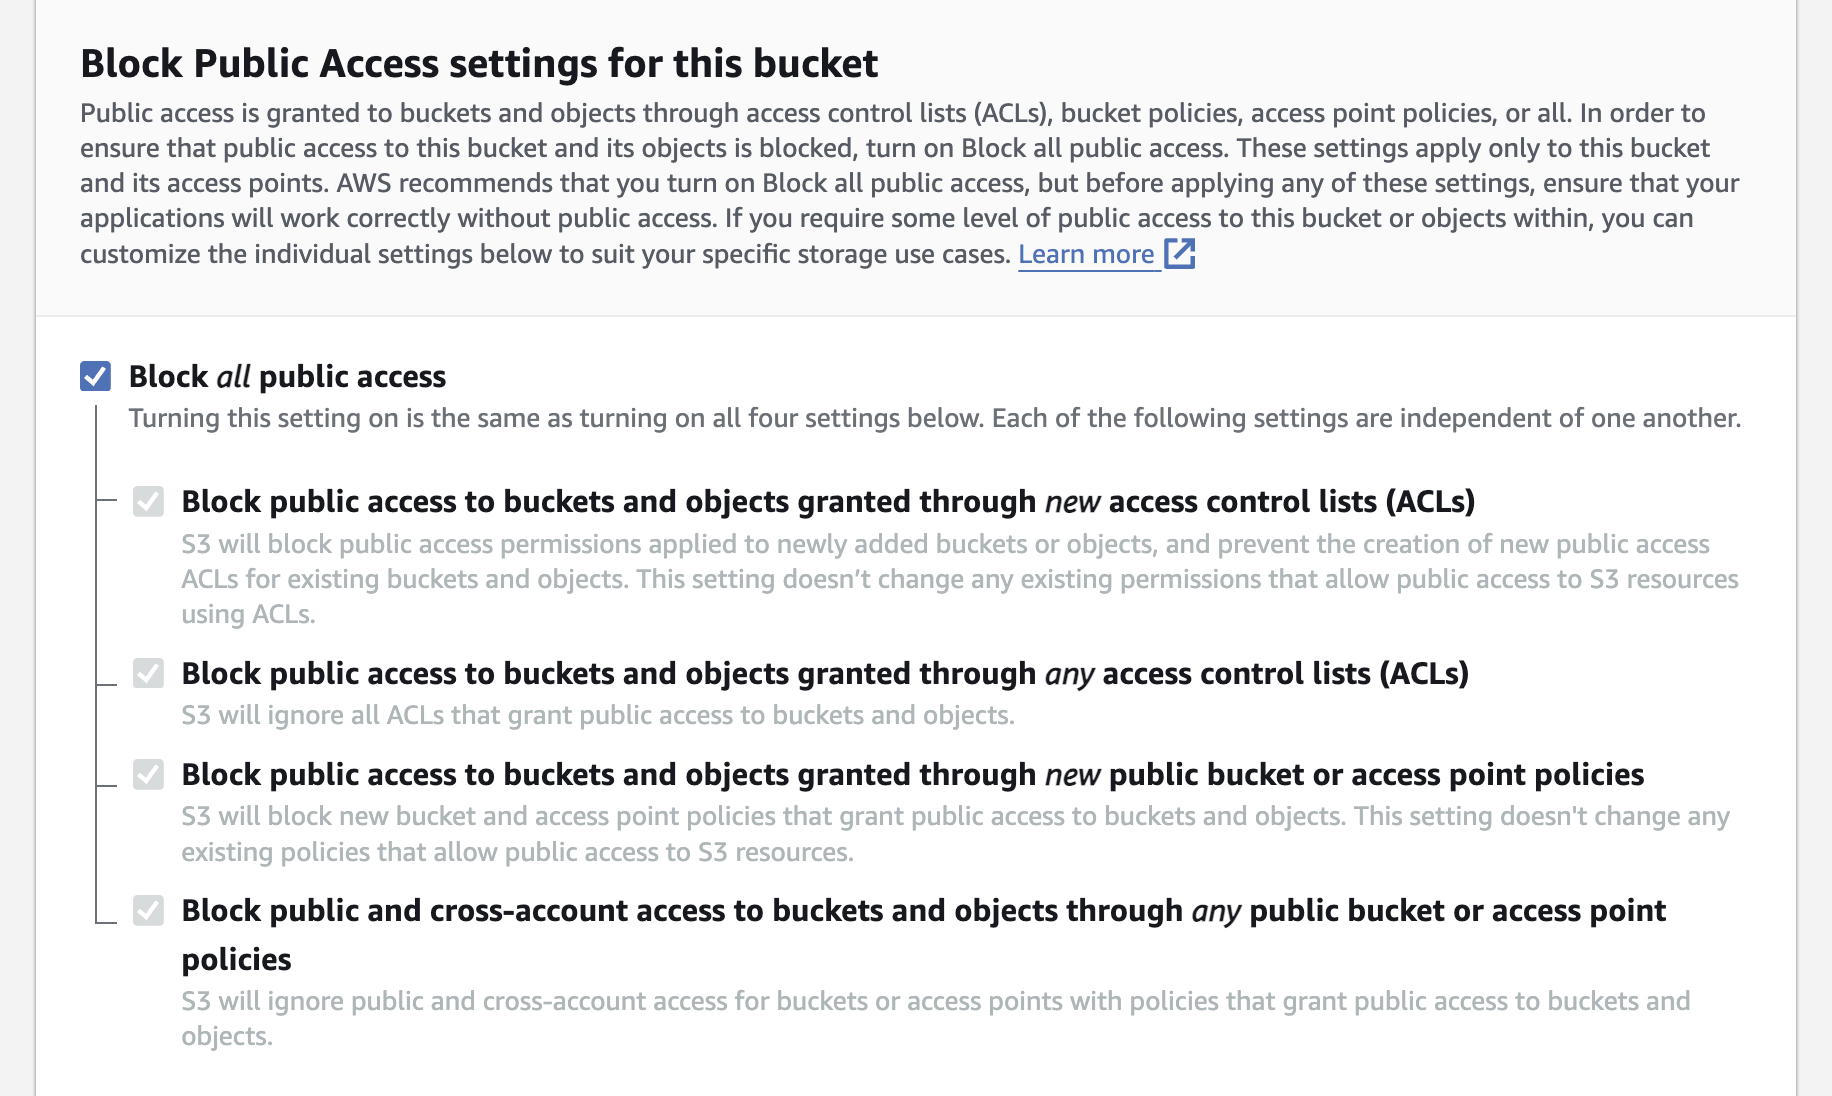 Block Public Access settings for this bucket
Public access is granted to buckets and objects through access control lists (ACLs), bucket policies, access point policies, or all. In order to
ensure that public access to this bucket and its objects is blocked, turn on Block all public access. These settings apply only to this bucket
and its access points. AWS recommends that you turn on Block all public access, but before applying any of these settings, ensure that your
applications will work correctly without public access. If you require some level of public access to this bucket or objects within, you can
customize the individual settings below to suit your specific storage use cases. Learn more
Block all public access
Turning this setting on is the same as turning on all four settings below. Each of the following settings are independent of one another.
Block public access to buckets and objects granted through new access control lists (ACLs)
S3 will block public access permissions applied to newly added buckets or objects, and prevent the creation of new public access
ACLs for existing buckets and objects. This setting doesn’t change any existing permissions that allow public access to S3 resources
using ACLs.
Block public access to buckets and objects granted through any access control lists (ACLs)
S3 will ignore all ACLs that grant public access to buckets and objects.
Block public access to buckets and objects granted through new public bucket or access point policies
S3 will block new bucket and access point policies that grant public access to buckets and objects. This setting doesn't change any
existing policies that allow public access to S3 resources.
Block public and cross-account access to buckets and objects through any public bucket or access point
policies
S3 will ignore public and cross-account access for buckets or access points with policies that grant public access to buckets and
objects.